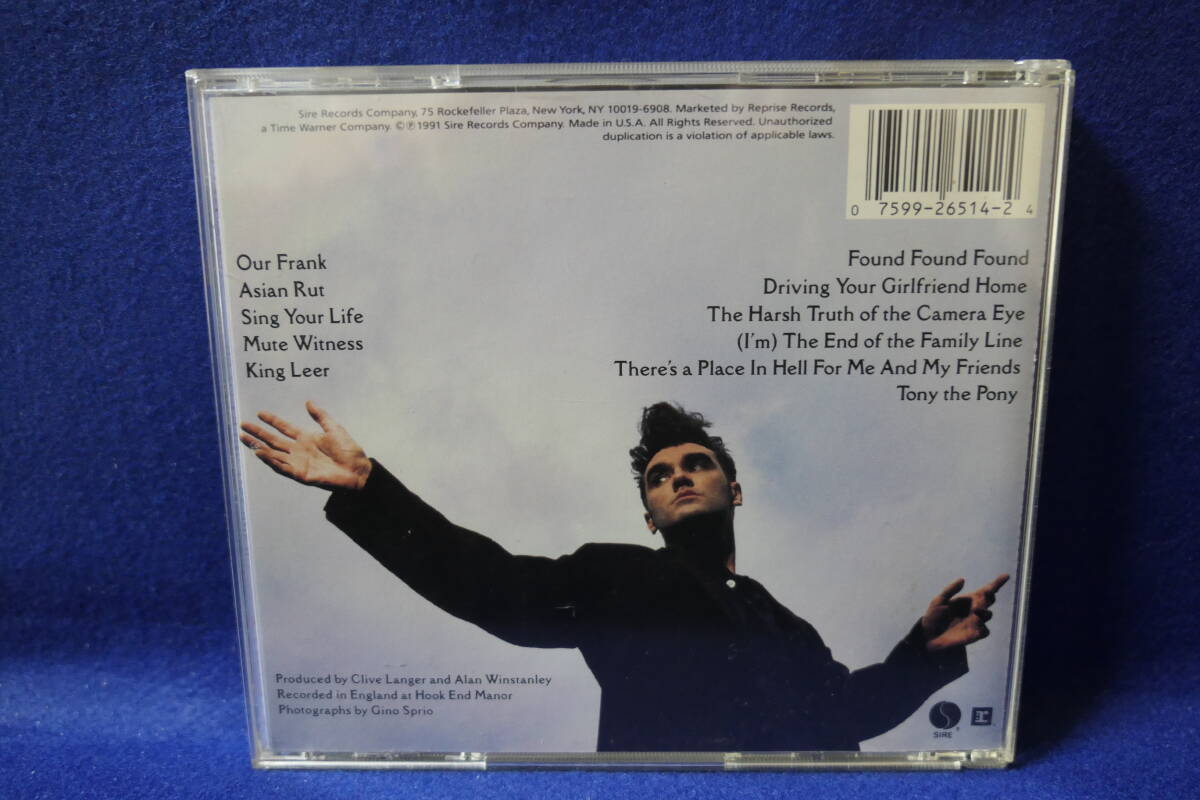 Sire Records Company, 75 Rockefeller Plaza, New York, NY 10019-6908. Marketed by Reprise Records,
a Time Warner Company. ©℗1991 Sire Records Company. Made in U.S.A. All Rights Reserved. Unauthorized
duplication is a violation of applicable laws.
0 7599-26514-2 4
Our Frank
Asian Rut
Sing Your Life
Mute Witness
King Leer
Found Found Found
Driving Your Girlfriend Home
The Harsh Truth of the Camera Eye
(I'm) The End of the Family Line
There's a Place In Hell For Me And My Friends
Tony the Pony
Produced by Clive Langer and Alan Winstanley
Recorded in England at Hook End Manor
Photographs by Gino Sprio
SIRE